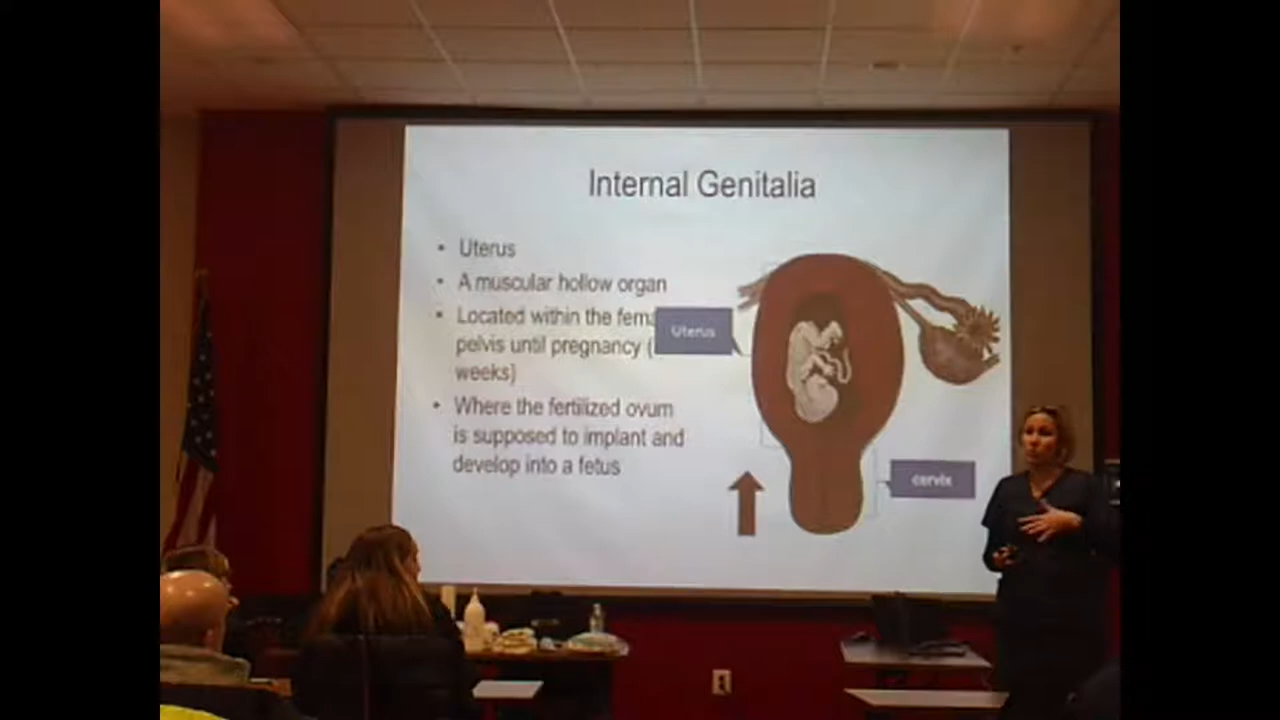 Internal Genitalia
• Uterus
• A muscular hollow organ
• Located within the
pelvis until pregnancy (
weeks)
• Where the fertilized ovum
is supposed to implant and
develop into a fetus
Uterus
cervix